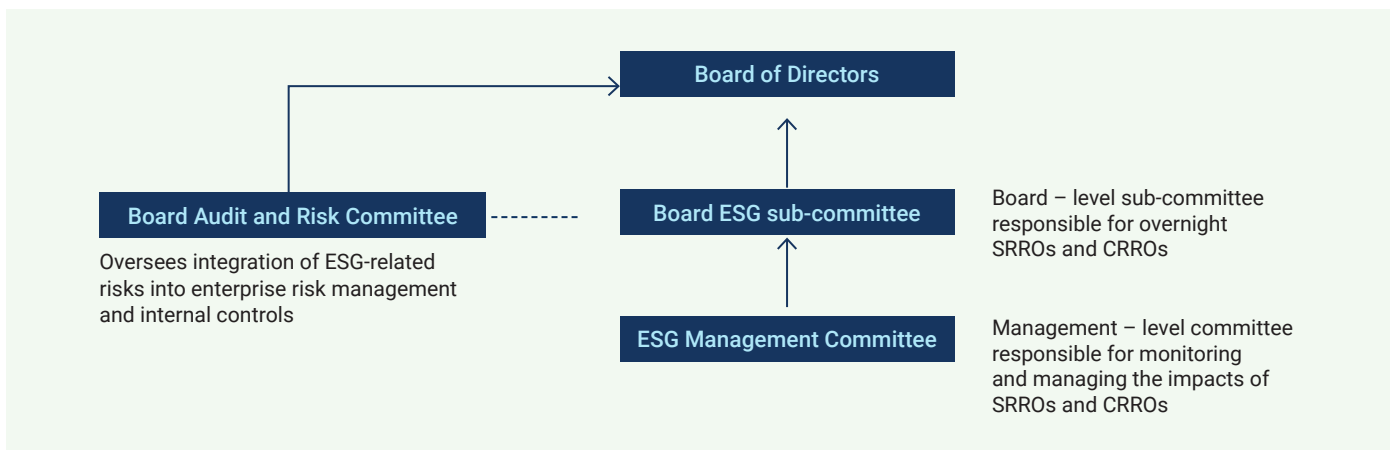 Board of Directors
Board Audit and Risk Committee
Oversees integration of ESG-related
risks into enterprise risk management
and internal controls
Board ESG sub-committee
Board – level sub-committee
responsible for overnight
SRROs and CRROs
ESG Management Committee
Management – level committee
responsible for monitoring
and managing the impacts of
SRROs and CRROs